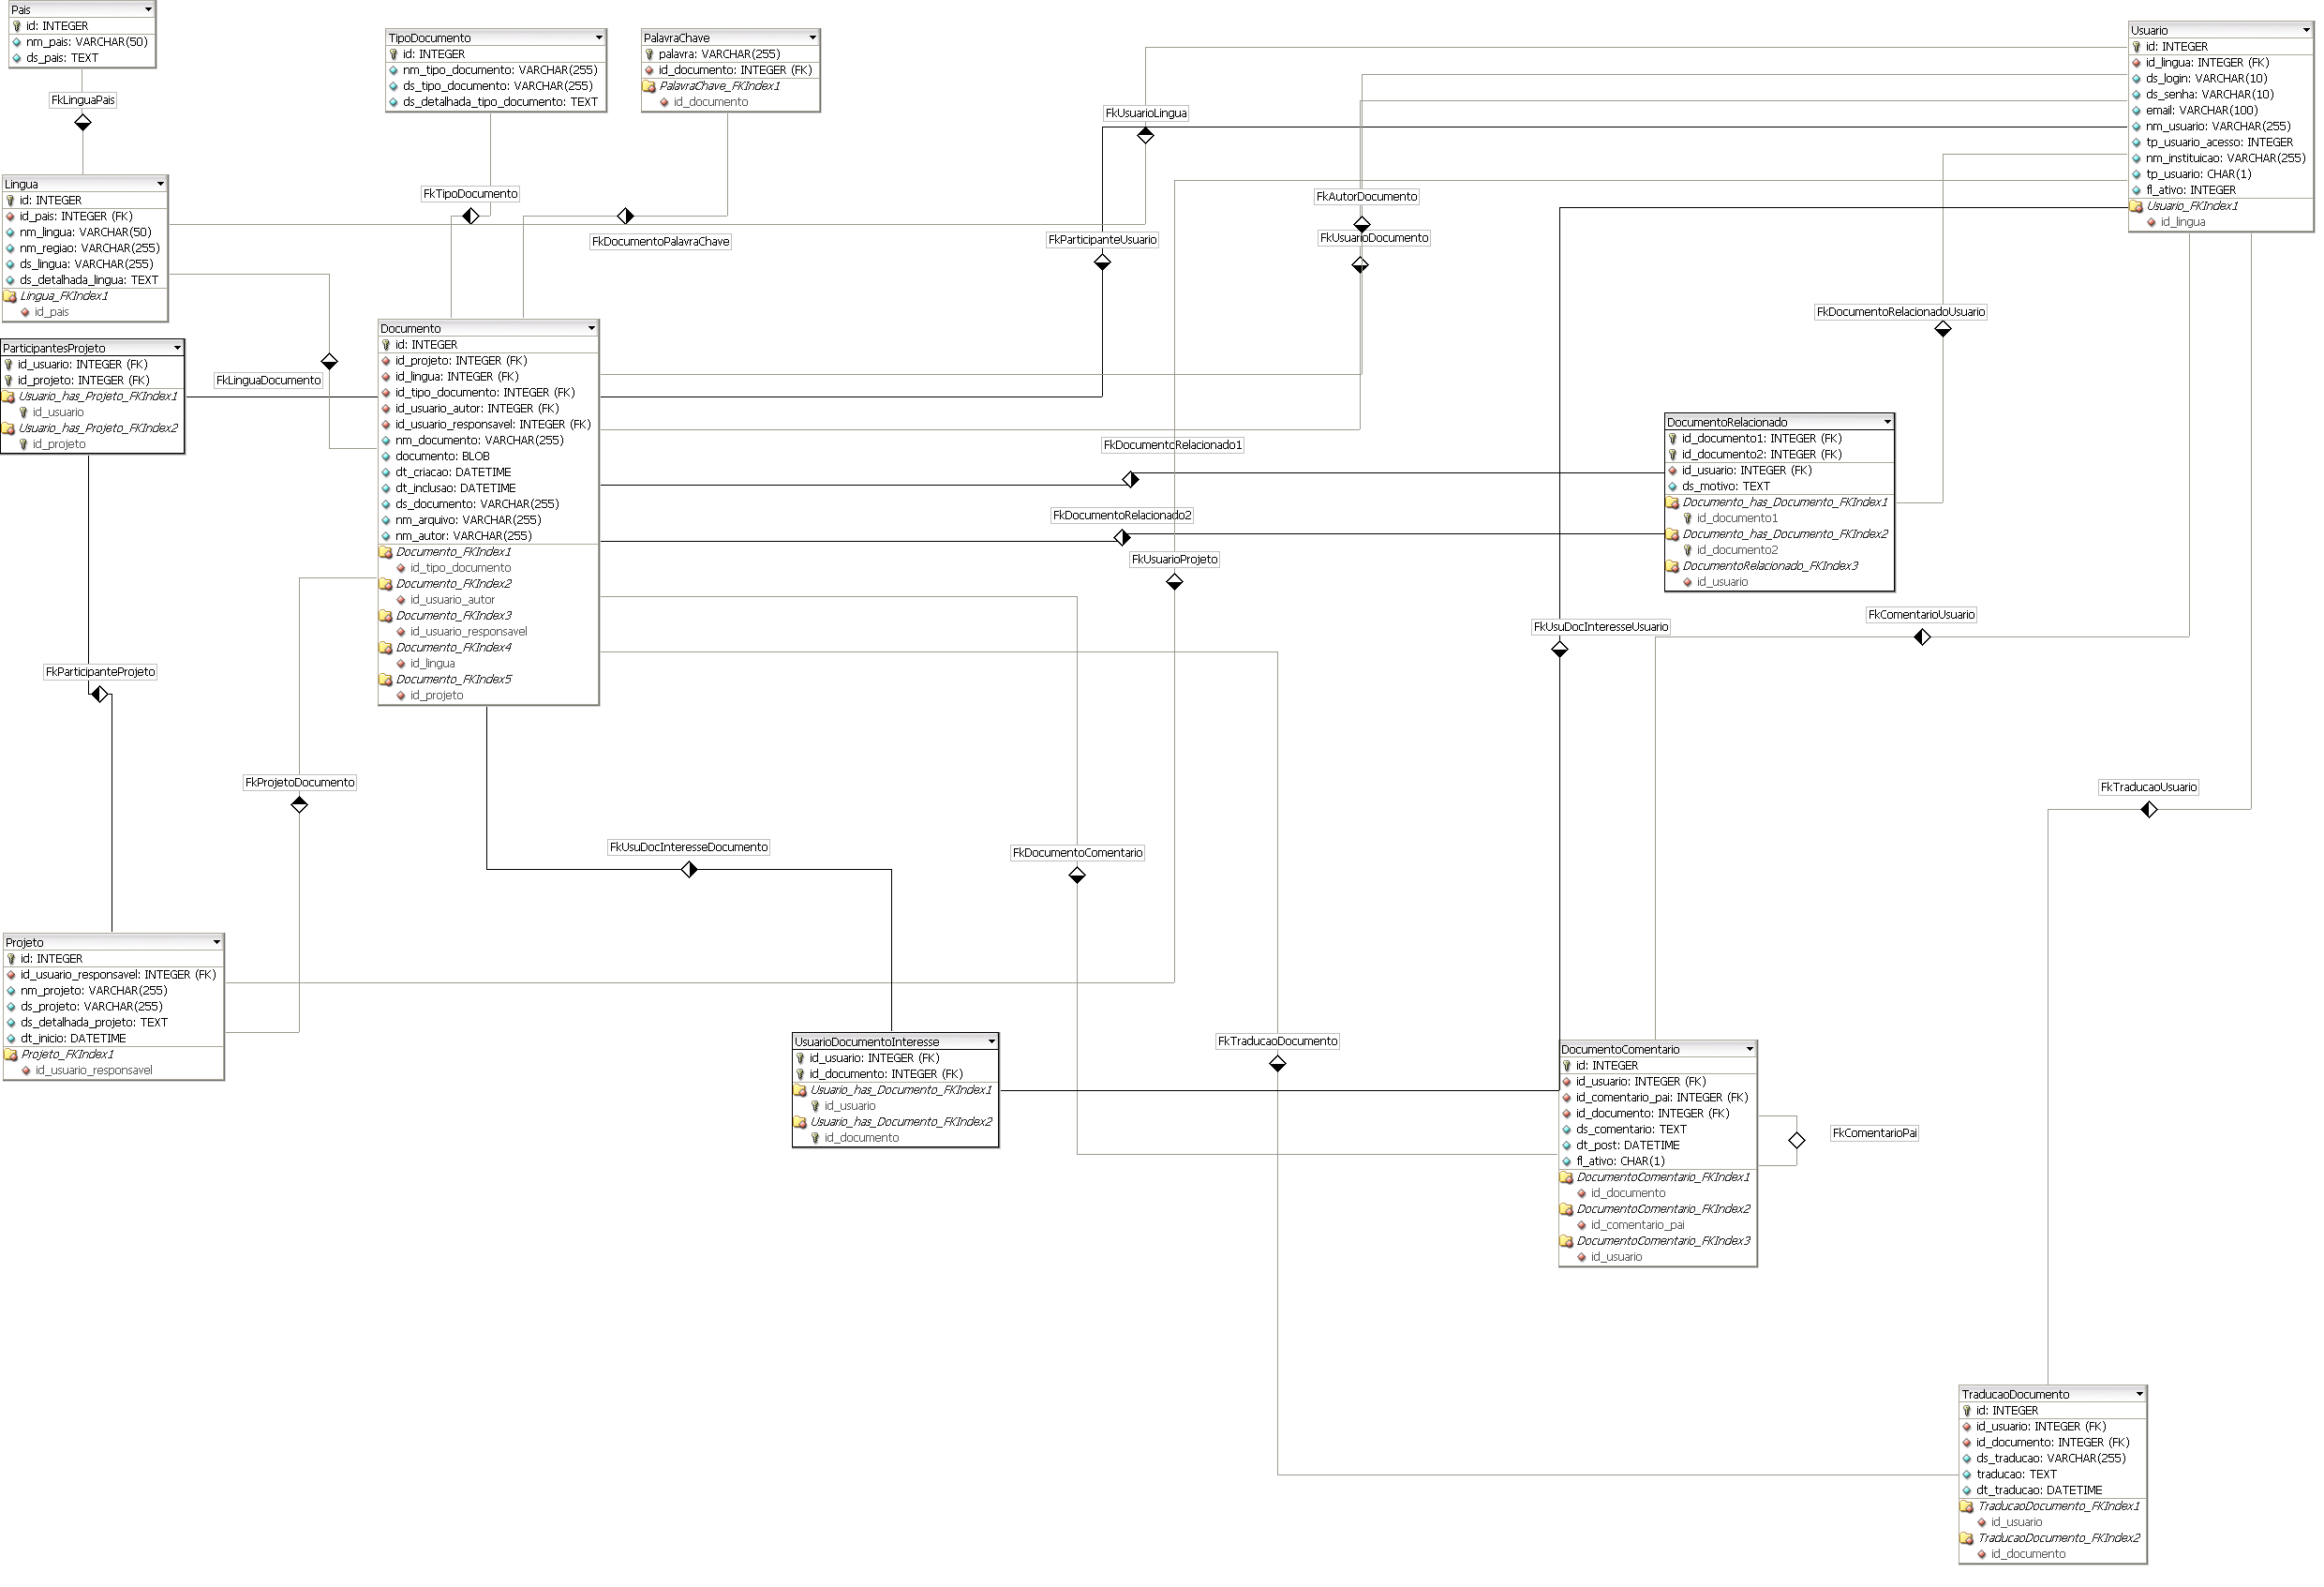 Pais
id: INTEGER
nm_pais: VARCHAR(50)
ds_pais: TEXT
FkLinguaPais
TipoDocumento
id: INTEGER
nm_tipo_documento: VARCHAR(255)
ds_tipo_documento: VARCHAR(255)
ds_detalhada_tipo_documento: TEXT
PalavraChave
palavra: VARCHAR(255)
id_documento: INTEGER (FK)
PalavraChave_FKIndex1
id_documento
Usuario
id: INTEGER
id_lingua: INTEGER (FK)
ds_login: VARCHAR(10)
ds_senha: VARCHAR(10)
email: VARCHAR(100)
nm_usuario: VARCHAR(255)
tp_usuario_acesso: INTEGER
nm_instituicao: VARCHAR(255)
tp_usuario: CHAR(1)
fl_ativo: INTEGER
Usuario_FKIndex1
id_lingua
FkUsuarioLingua
FkTipoDocumento
FkDocumentoPalavraChave
FkParticipanteUsuario
FkAutorDocumento
FkUsuarioDocumento
Lingua
id: INTEGER
id_pais: INTEGER (FK)
nm_lingua: VARCHAR(50)
nm_regiao: VARCHAR(255)
ds_lingua: VARCHAR(255)
ds_detalhada_lingua: TEXT
Lingua_FKIndex1
id_pais
FkDocumentoRelacionadoUsuario
ParticipantesProjeto
id_usuario: INTEGER (FK)
id_projeto: INTEGER (FK)
Usuario_has_Projeto_FKIndex1
id_usuario
Usuario_has_Projeto_FKIndex2
id_projeto
FkLinguaDocumento
Documento
id: INTEGER
id_projeto: INTEGER (FK)
id_lingua: INTEGER (FK)
id_tipo_documento: INTEGER (FK)
id_usuario_autor: INTEGER (FK)
id_usuario_responsavel: INTEGER (FK)
nm_documento: VARCHAR(255)
documento: BLOB
dt_criacao: DATETIME
dt_inclusao: DATETIME
ds_documento: VARCHAR(255)
nm_arquivo: VARCHAR(255)
nm_autor: VARCHAR(255)
Documento_FKIndex1
id_tipo_documento
Documento_FKIndex2
id_usuario_autor
Documento_FKIndex3
id_usuario_responsavel
Documento_FKIndex4
id_lingua
Documento_FKIndex5
id_projeto
FkDocumentoRelacionado1
FkDocumentoRelacionado2
FkUsuarioProjeto
DocumentoRelacionado
id_documento1: INTEGER (FK)
id_documento2: INTEGER (FK)
id_usuario: INTEGER (FK)
ds_motivo: TEXT
Documento_has_Documento_FKIndex1
id_documento1
Documento_has_Documento_FKIndex2
id_documento2
DocumentoRelacionado_FKIndex3
id_usuario
FkUsuDocInteresseUsuario
FkComentarioUsuario
FkParticipanteProjeto
FkProjetoDocumento
FkUsuDocInteresseDocumento
FkDocumentoComentario
FkTraducaoUsuario
Projeto
id: INTEGER
id_usuario_responsavel: INTEGER (FK)
nm_projeto: VARCHAR(255)
ds_projeto: VARCHAR(255)
ds_detalhada_projeto: TEXT
dt_inicio: DATETIME
Projeto_FKIndex1
id_usuario_responsavel
UsuarioDocumentoInteresse
id_usuario: INTEGER (FK)
id_documento: INTEGER (FK)
Usuario_has_Documento_FKIndex1
id_usuario
Usuario_has_Documento_FKIndex2
id_documento
FkTraducaoDocumento
DocumentoComentario
id: INTEGER
id_usuario: INTEGER (FK)
id_comentario_pai: INTEGER (FK)
id_documento: INTEGER (FK)
ds_comentario: TEXT
dt_post: DATETIME
fl_ativo: CHAR(1)
DocumentoComentario_FKIndex1
id_documento
DocumentoComentario_FKIndex2
id_comentario_pai
DocumentoComentario_FKIndex3
id_usuario
FkComentarioPai
TraducaoDocumento
id: INTEGER
id_usuario: INTEGER (FK)
id_documento: INTEGER (FK)
ds_traducao: VARCHAR(255)
traducao: TEXT
dt_traducao: DATETIME
TraducaoDocumento_FKIndex1
id_usuario
TraducaoDocumento_FKIndex2
id_documento